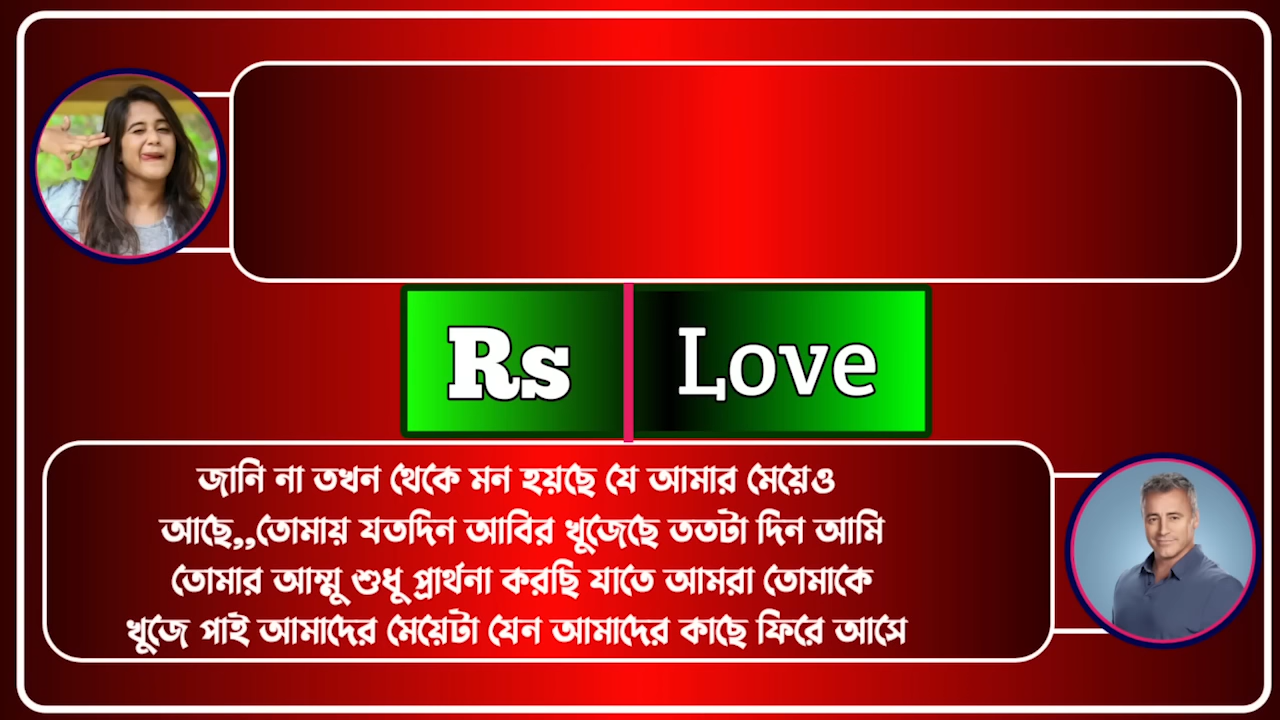 Rs Love
জানি না তখন থেকে মন হয়ছে যে আমার মেয়েও
আছে,,তোমায় যতদিন আবির খুজেছে ততটা দিন আমি
তোমার আম্মু শুধু প্রার্থনা করছি যাতে আমরা তোমাকে
খুজে পাই আমাদের মেয়েটা যেন আমাদের কাছে ফিরে আসে